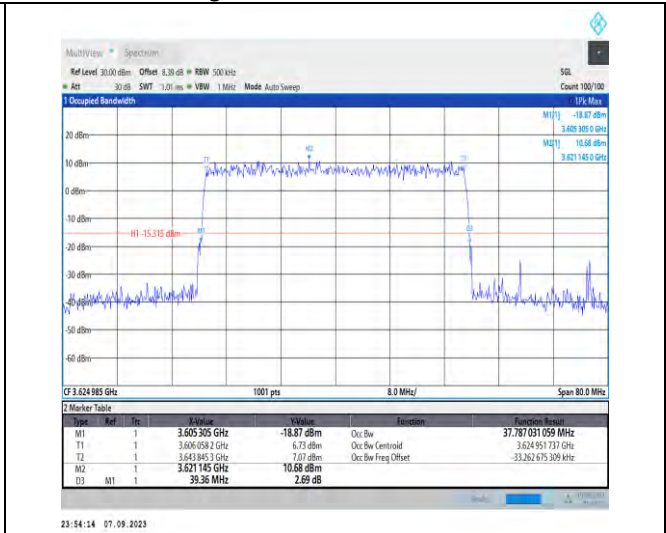 MultiView Spectrum
Ref Level 30.00 dBm Offset 8.39 dB RBW 500 kHz SGL
Att 30 dB SWT 1.01 ms VBW 1 MHz Mode Auto Sweep Count 100/100
1 Occupied Bandwidth 1Pk Max
M1[1] -18.87 dBm
3.605 305 0 GHz
M2[1] 10.68 dBm
3.621 145 0 GHz
20 dBm
M2
T1
T2
10 dBm
0 dBm
-10 dBm
H1 -15.315 dBm
M1
D3
-20 dBm
-30 dBm
-40 dBm
-50 dBm
-60 dBm
CF 3.624 985 GHz 1001 pts 8.0 MHz/ Span 80.0 MHz
2 Marker Table
Type Ref Trc X-Value Y-Value Function Function Result
M1 1 3.605 305 GHz -18.87 dBm Occ Bw 37.787 031 059 MHz
T1 1 3.606 058 2 GHz 6.73 dBm Occ Bw Centroid 3.624 951 737 GHz
T2 1 3.643 845 3 GHz 7.07 dBm Occ Bw Freq Offset -33.262 675 309 kHz
M2 1 3.621 145 GHz 10.68 dBm
D3 M1 1 39.36 MHz 2.69 dB
23:54:14 07.09.2023